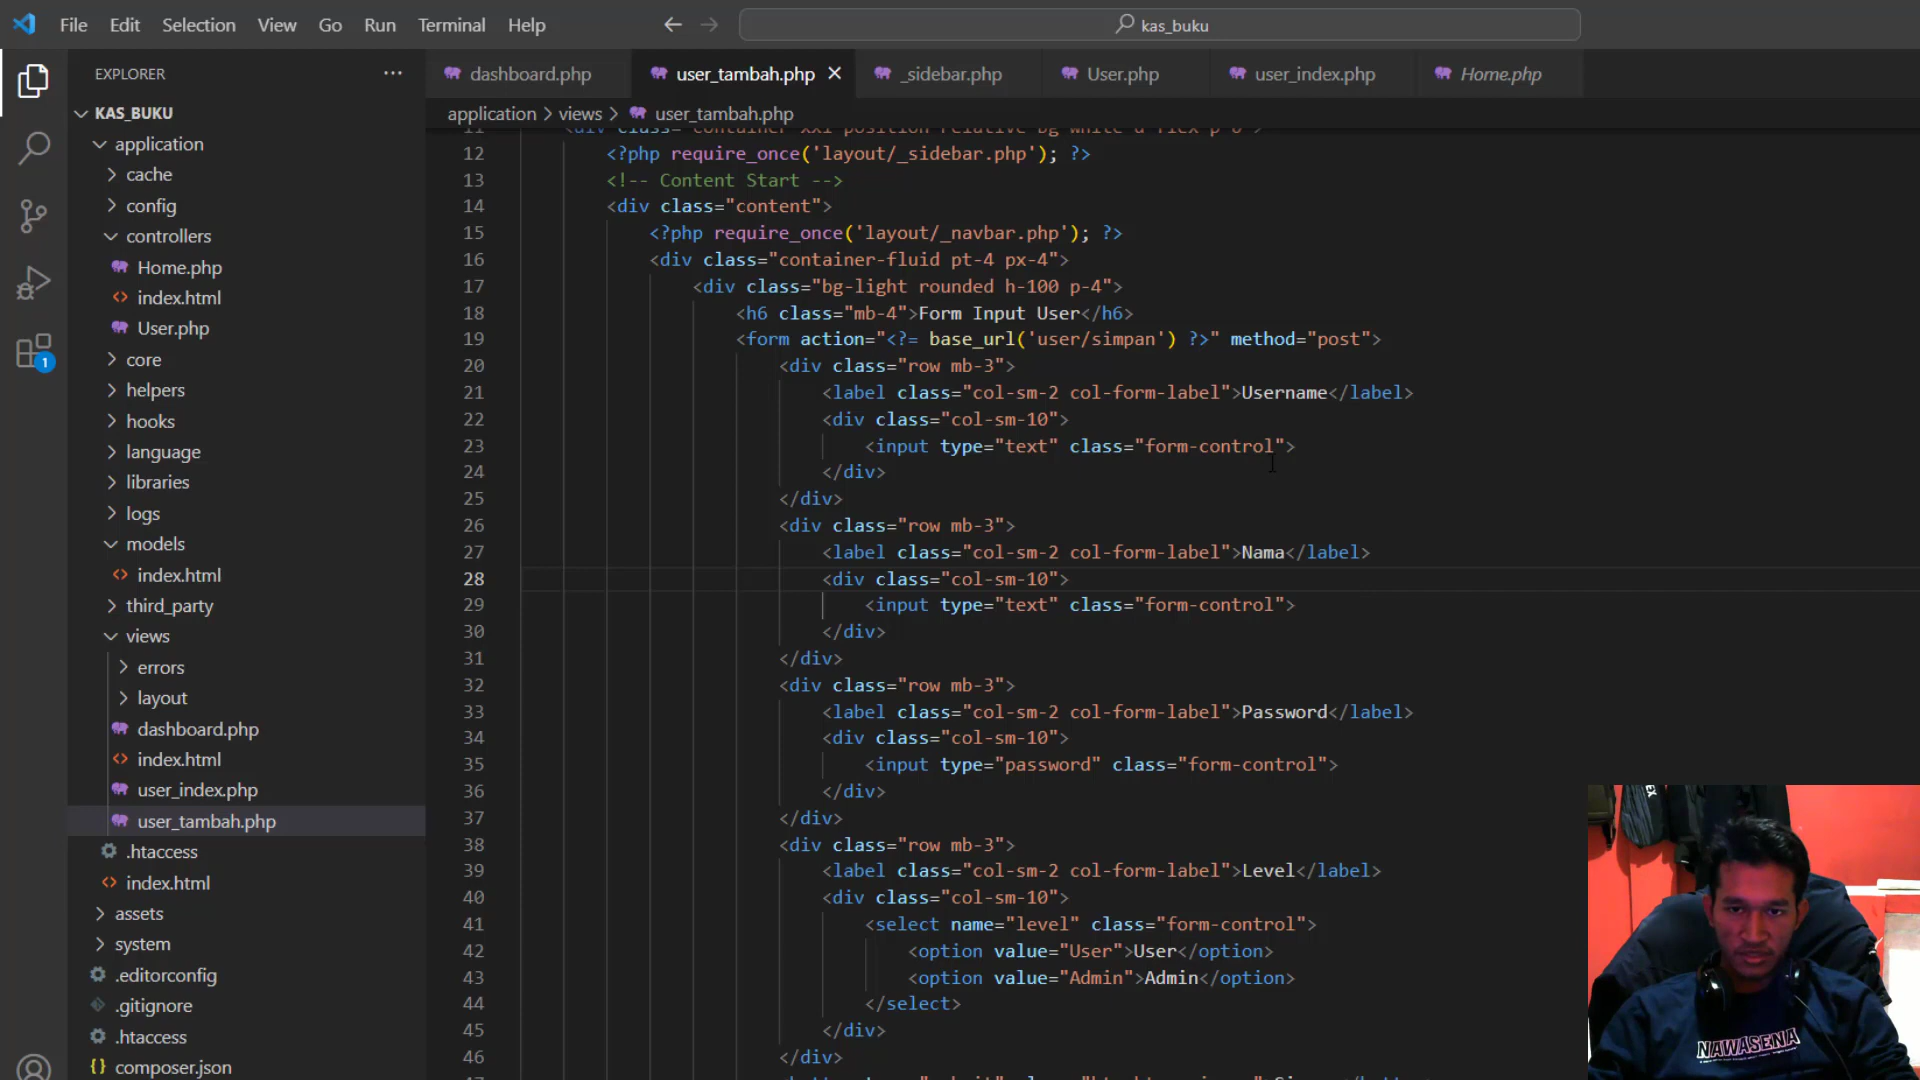 File Edit Selection View Go Run Terminal Help
kas_buku
EXPLORER
dashboard.php
user_tambah.php
_sidebar.php
User.php
user_index.php
Home.php
KAS_BUKU
application > views > user_tambah.php
application
cache
config
controllers
Home.php
index.html
User.php
core
helpers
hooks
language
libraries
logs
models
index.html
third_party
views
errors
layout
dashboard.php
index.html
user_index.php
user_tambah.php
.htaccess
index.html
assets
system
.editorconfig
.gitignore
.htaccess
composer.json
1
11 <div class="container-xxl position-relative bg-white d-flex p-0">
12 <?php require_once('layout/_sidebar.php'); ?>
13 <!-- Content Start -->
14 <div class="content">
15 <?php require_once('layout/_navbar.php'); ?>
16 <div class="container-fluid pt-4 px-4">
17 <div class="bg-light rounded h-100 p-4">
18 <h6 class="mb-4">Form Input User</h6>
19 <form action="<?= base_url('user/simpan') ?>" method="post">
20 <div class="row mb-3">
21 <label class="col-sm-2 col-form-label">Username</label>
22 <div class="col-sm-10">
23 <input type="text" class="form-control">
24 </div>
25 </div>
26 <div class="row mb-3">
27 <label class="col-sm-2 col-form-label">Nama</label>
28 <div class="col-sm-10">
29 <input type="text" class="form-control">
30 </div>
31 </div>
32 <div class="row mb-3">
33 <label class="col-sm-2 col-form-label">Password</label>
34 <div class="col-sm-10">
35 <input type="password" class="form-control">
36 </div>
37 </div>
38 <div class="row mb-3">
39 <label class="col-sm-2 col-form-label">Level</label>
40 <div class="col-sm-10">
41 <select name="level" class="form-control">
42 <option value="User">User</option>
43 <option value="Admin">Admin</option>
44 </select>
45 </div>
46 </div>
NAWASENA